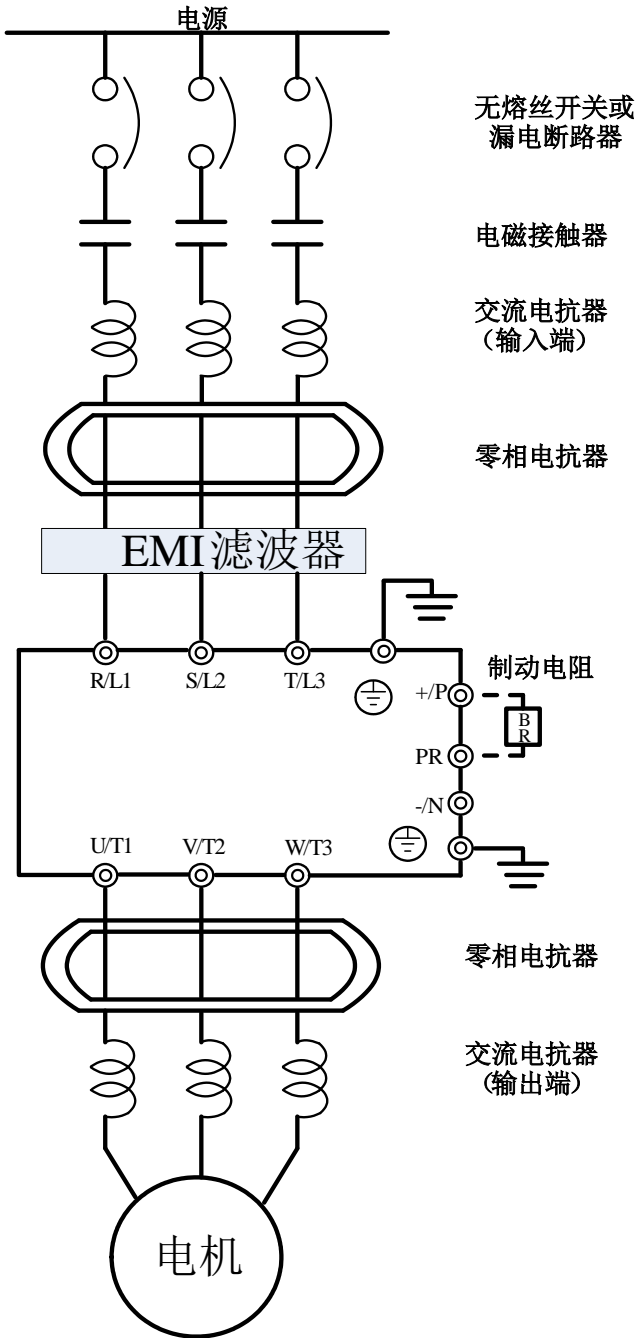 电源
无熔丝开关或
漏电断路器
电磁接触器
交流电抗器
（输入端）
零相电抗器
EMI滤波器
R/L1
S/L2
T/L3
制动电阻
+/P
B
R
PR
-/N
U/T1
V/T2
W/T3
零相电抗器
交流电抗器
(输出端)
电机